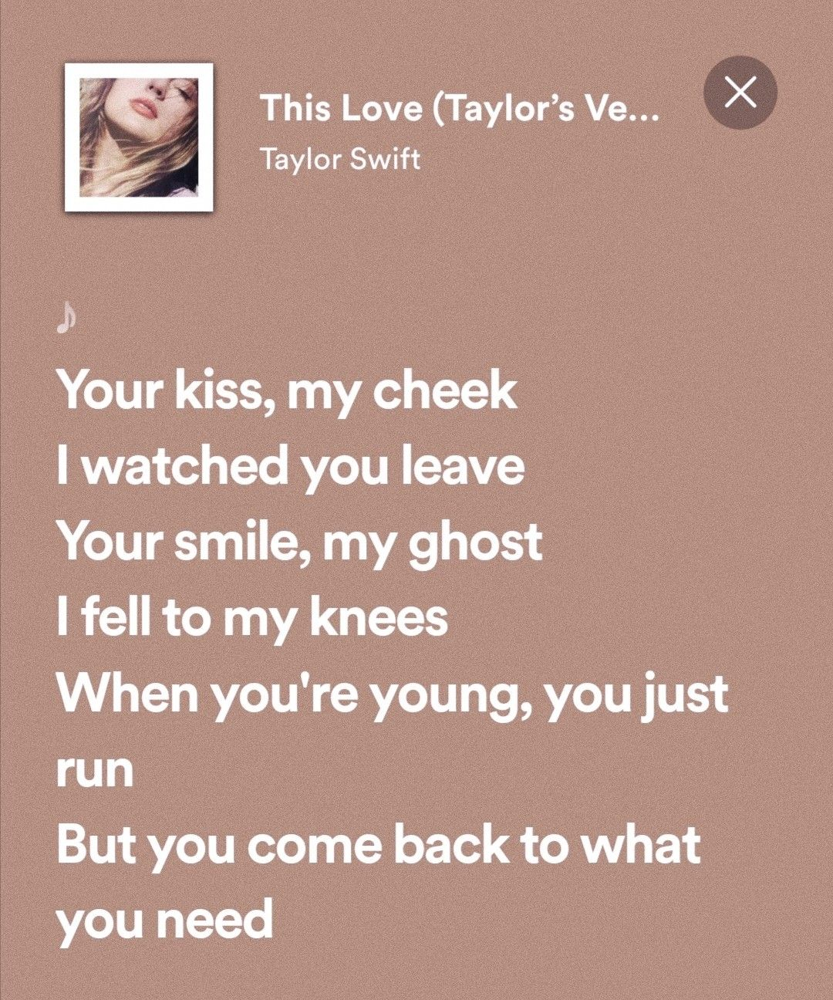 This Love (Taylor’s Ve...
Taylor Swift
Your kiss, my cheek
I watched you leave
Your smile, my ghost
I fell to my knees
When you're young, you just
run
But you come back to what
you need